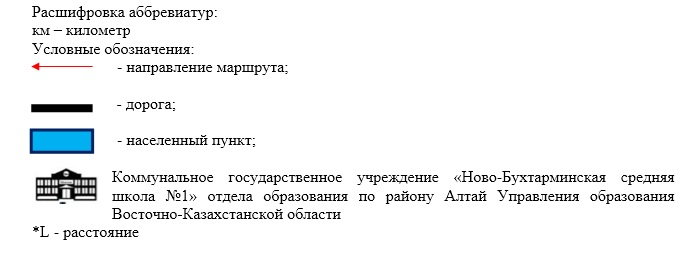 Расшифровка аббревиатур:
км – километр
Условные обозначения:
- направление маршрута;
- дорога;
- населенный пункт;
Коммунальное государственное учреждение «Ново-Бухтарминская средняя
школа №1» отдела образования по району Алтай Управления образования
Восточно-Казахстанской области
*L - расстояние